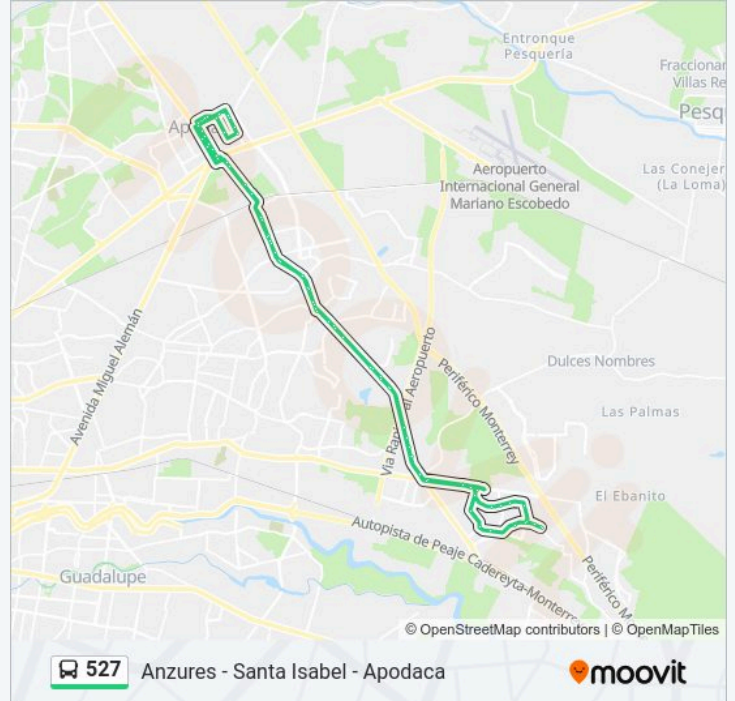 Entronque
Pesquería
Fraccionar
Villas Re
Pesq
Ap
Aeropuerto
Internacional General
Mariano Escobedo
Las Conejer
(La Loma)
Avenida Miguel Alemán
Vía Ra
al Aeropuerto
Periférico Monterrey
Dulces Nombres
Las Palmas
El Ebanito
Autopista de Peaje Cadereyta-Monterr
Guadalupe
Periférico M
© OpenStreetMap contributors | © OpenMapTiles
527 Anzures - Santa Isabel - Apodaca
moovit